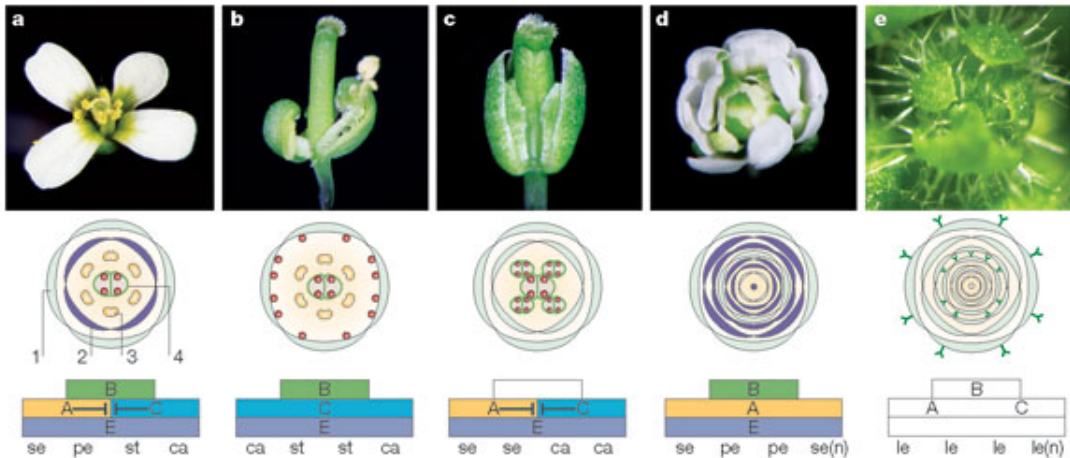 a b c d e
1 2 3 4
B B B B
A C C A C A A C
E E E E
se pe st ca ca st st ca se se ca ca se pe pe se(n) le le le le(n)